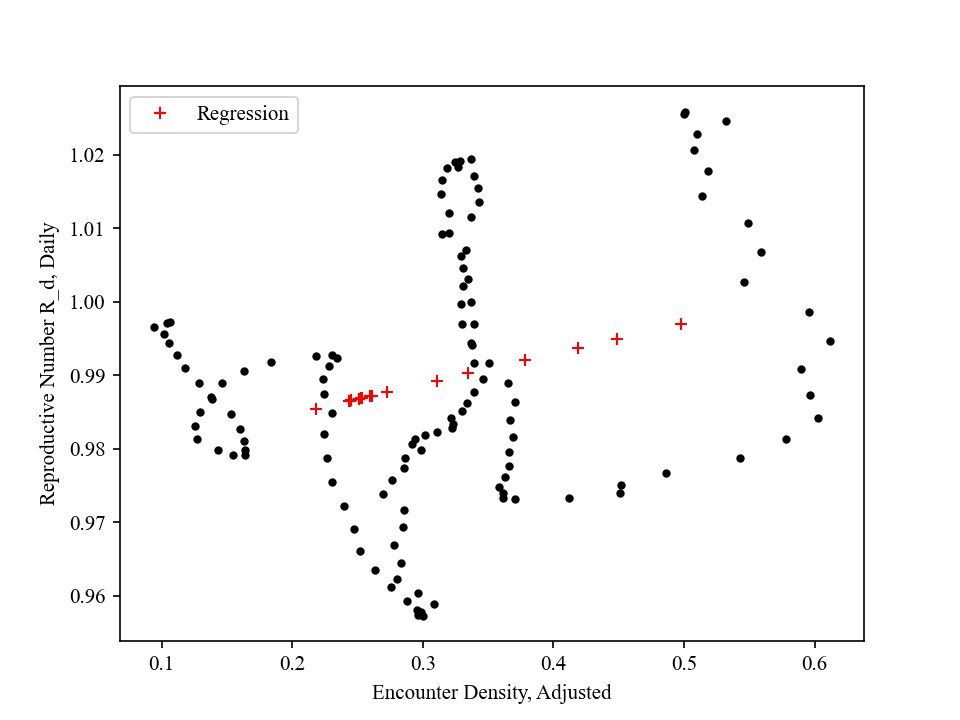 Regression
1.02
1.01
1.00
0.99
0.98
0.97
0.96
Reproductive Number R_d, Daily
0.1 0.2 0.3 0.4 0.5 0.6
Encounter Density, Adjusted